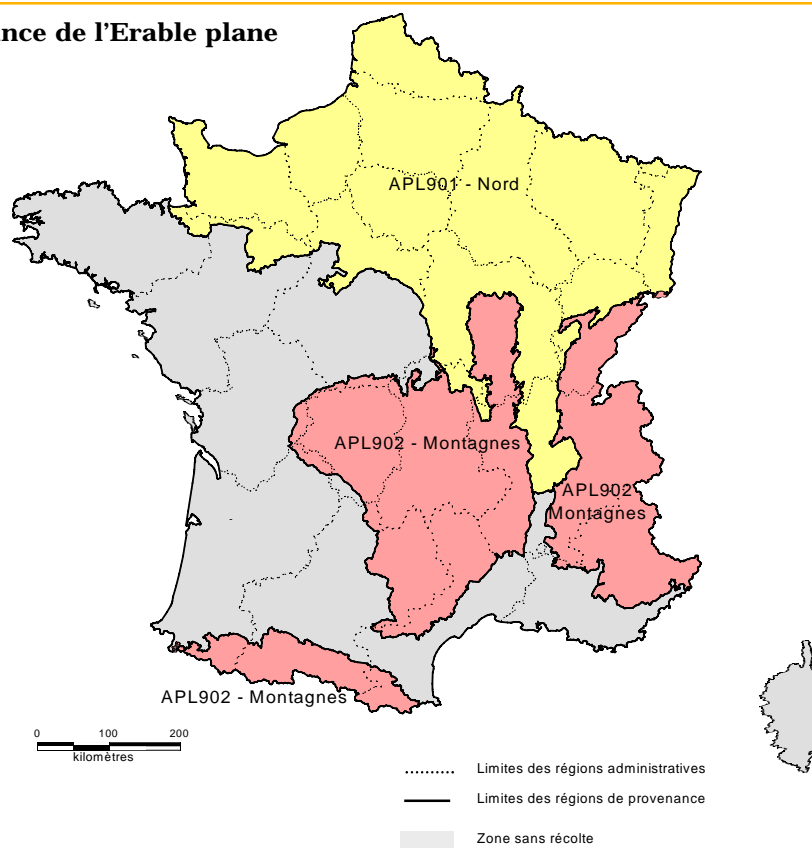 ance de l'Erable plane
APL901 - Nord
APL902 - Montagnes
APL902
Montagnes
APL902 - Montagnes
0 100 200
kilomètres
Limites des régions administratives
Limites des régions de provenance
Zone sans récolte